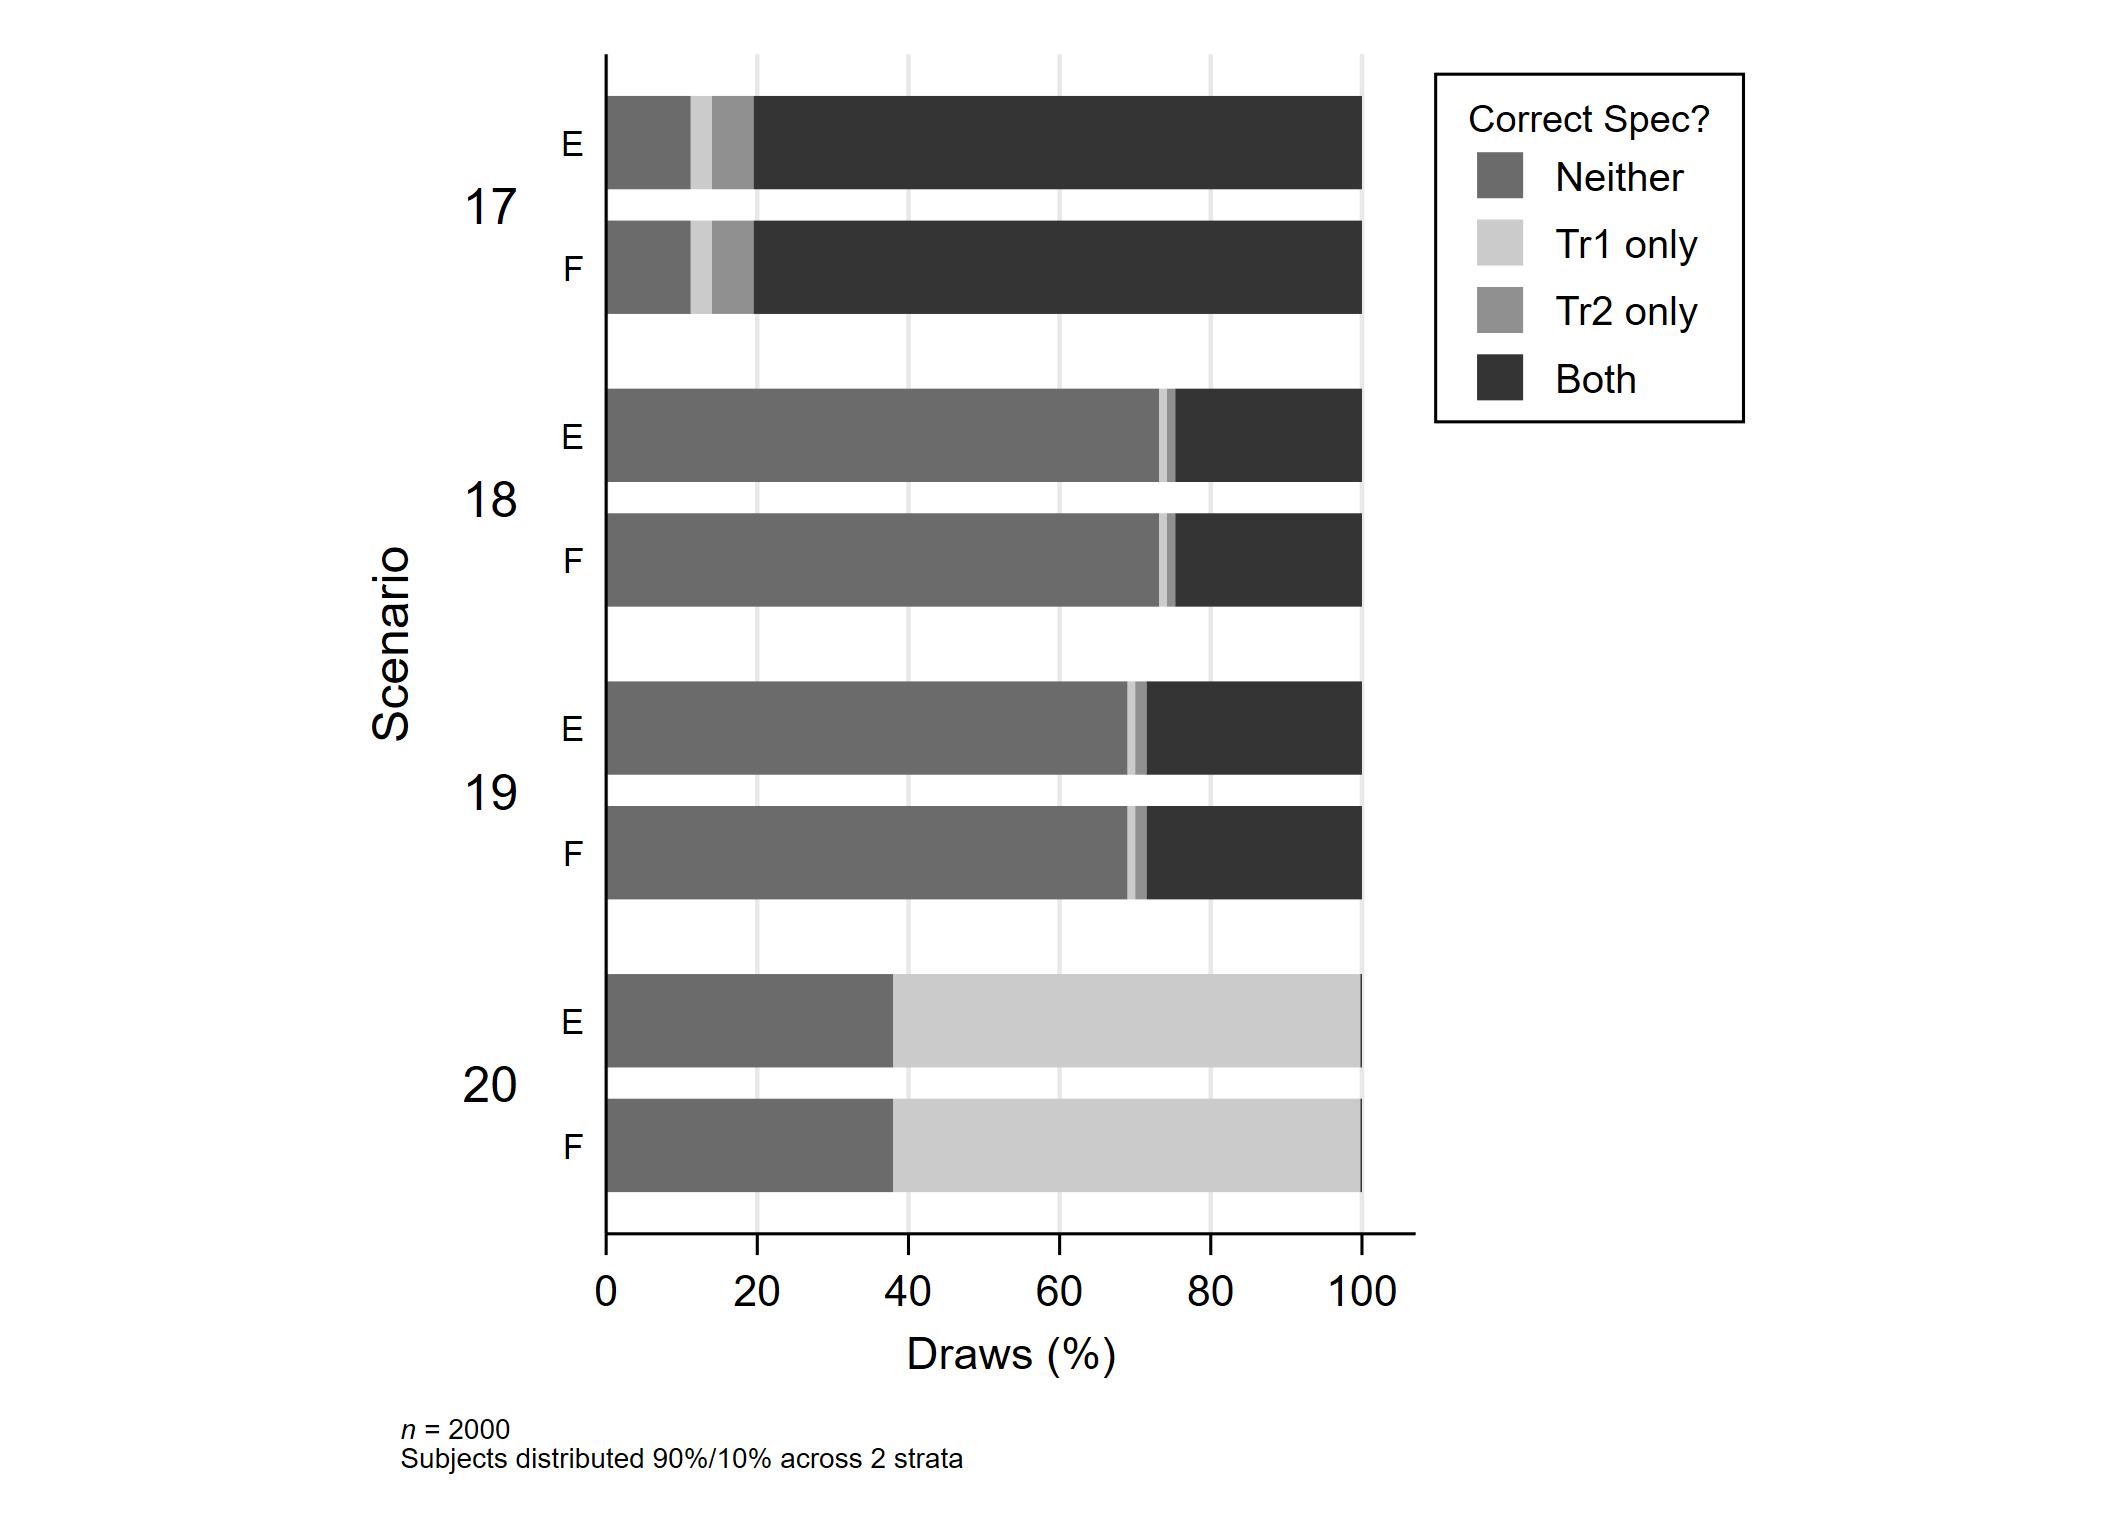 Correct Spec?
Neither
Tr1 only
Tr2 only
Both
Scenario
17
E
F
18
E
F
19
E
F
20
E
F
0 20 40 60 80 100
Draws (%)
n = 2000
Subjects distributed 90%/10% across 2 strata